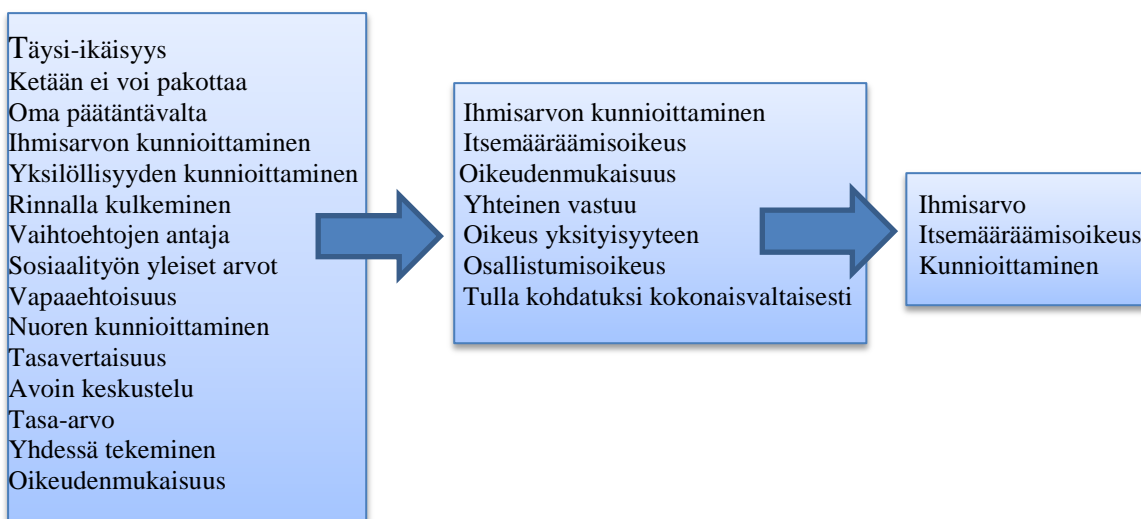 Täysi-ikäisyys
Ketään ei voi pakottaa
Oma päätäntävalta
Ihmisarvon kunnioittaminen
Yksilöllisyyden kunnioittaminen
Rinnalla kulkeminen
Vaihtoehtojen antaja
Sosiaalityön yleiset arvot
Vapaaehtoisuus
Nuoren kunnioittaminen
Tasavertaisuus
Avoin keskustelu
Tasa-arvo
Yhdessä tekeminen
Oikeudenmukaisuus
Ihmisarvon kunnioittaminen
Itsemääräämisoikeus
Oikeudenmukaisuus
Yhteinen vastuu
Oikeus yksityisyyteen
Osallistumisoikeus
Tulla kohdatuksi kokonaisvaltaisesti
Ihmisarvo
Itsemääräämisoikeus
Kunnioittaminen